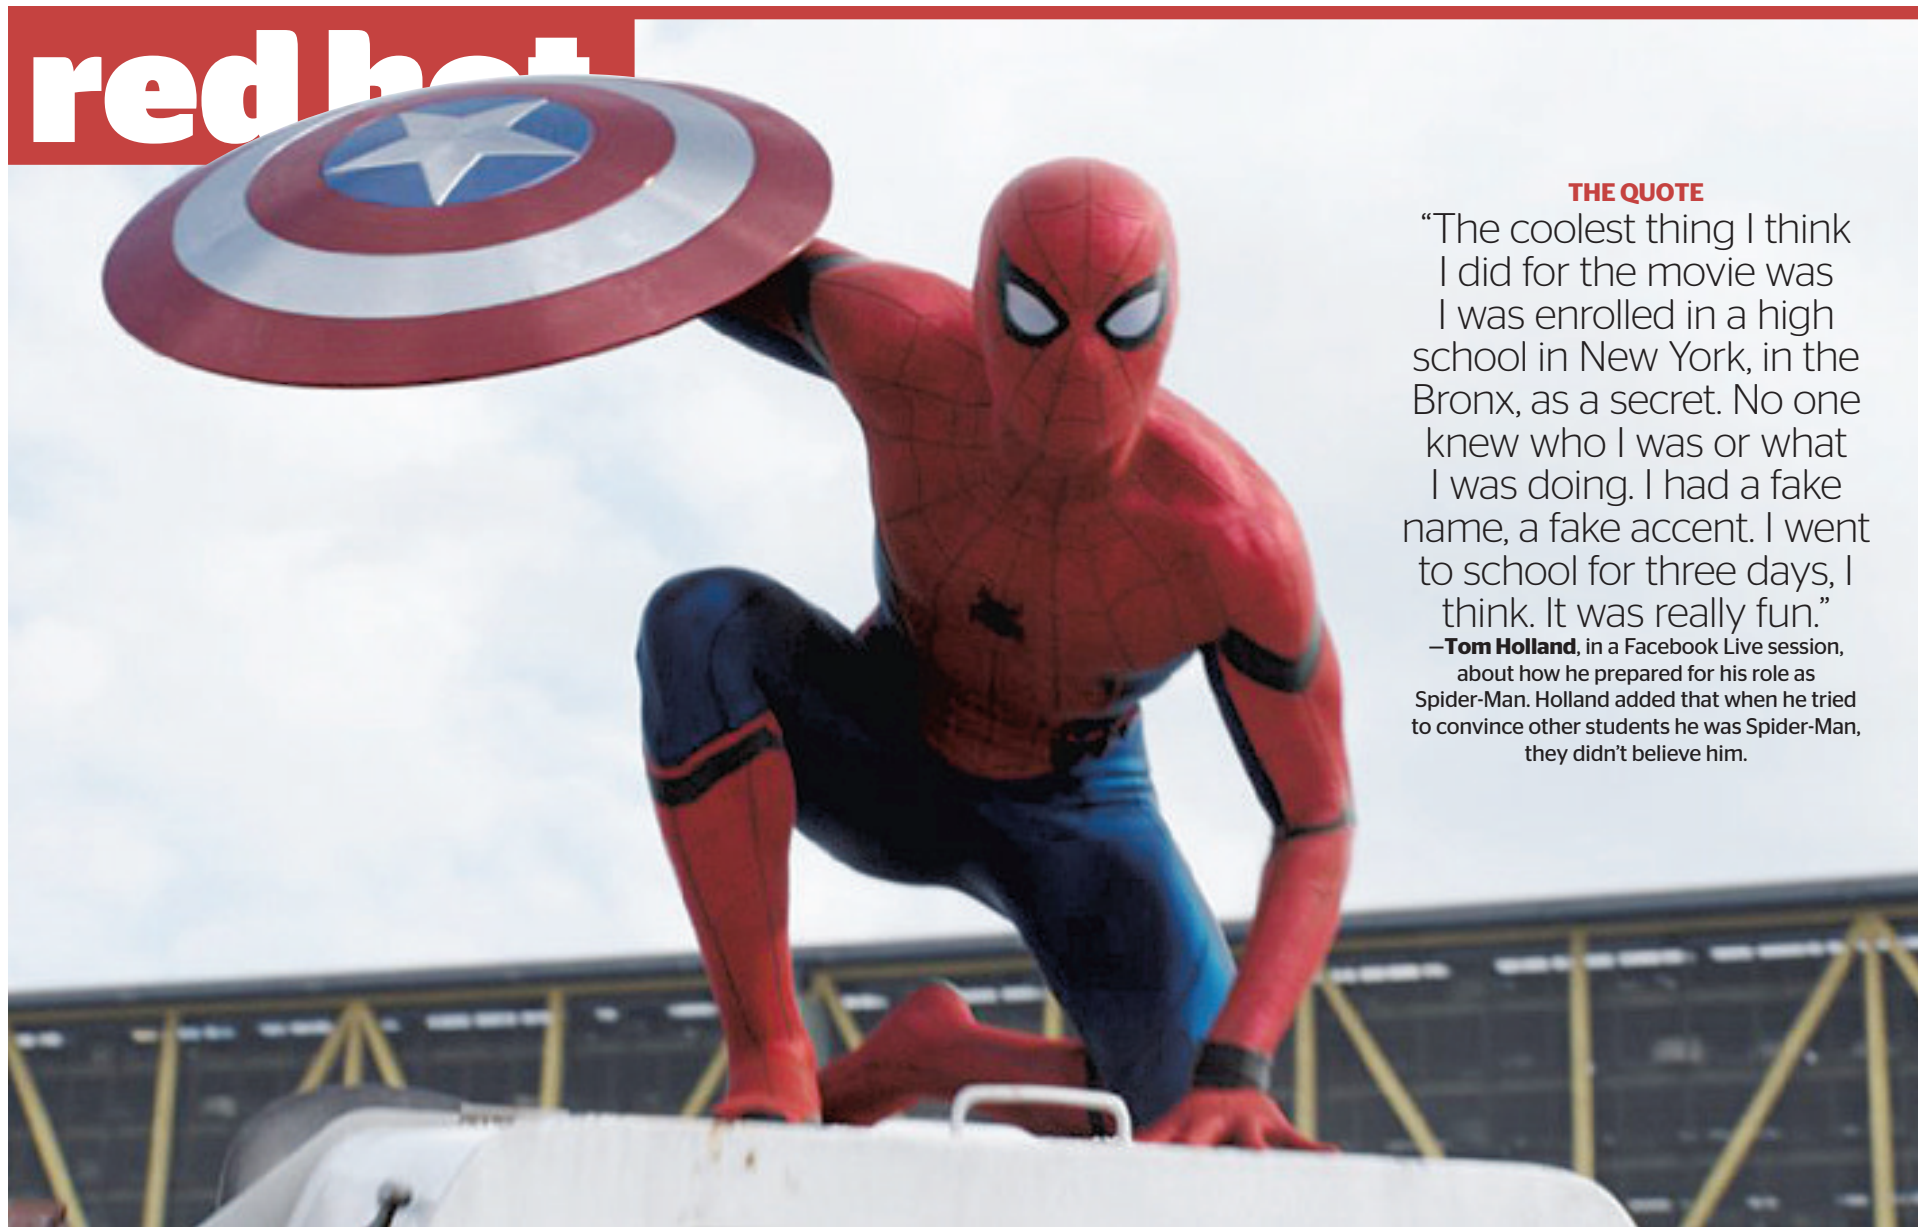 red hot
THE QUOTE
“The coolest thing I think
I did for the movie was
I was enrolled in a high
school in New York, in the
Bronx, as a secret. No one
knew who I was or what
I was doing. I had a fake
name, a fake accent. I went
to school for three days, I
think. It was really fun.”
—Tom Holland, in a Facebook Live session,
about how he prepared for his role as
Spider-Man. Holland added that when he tried
to convince other students he was Spider-Man,
they didn’t believe him.